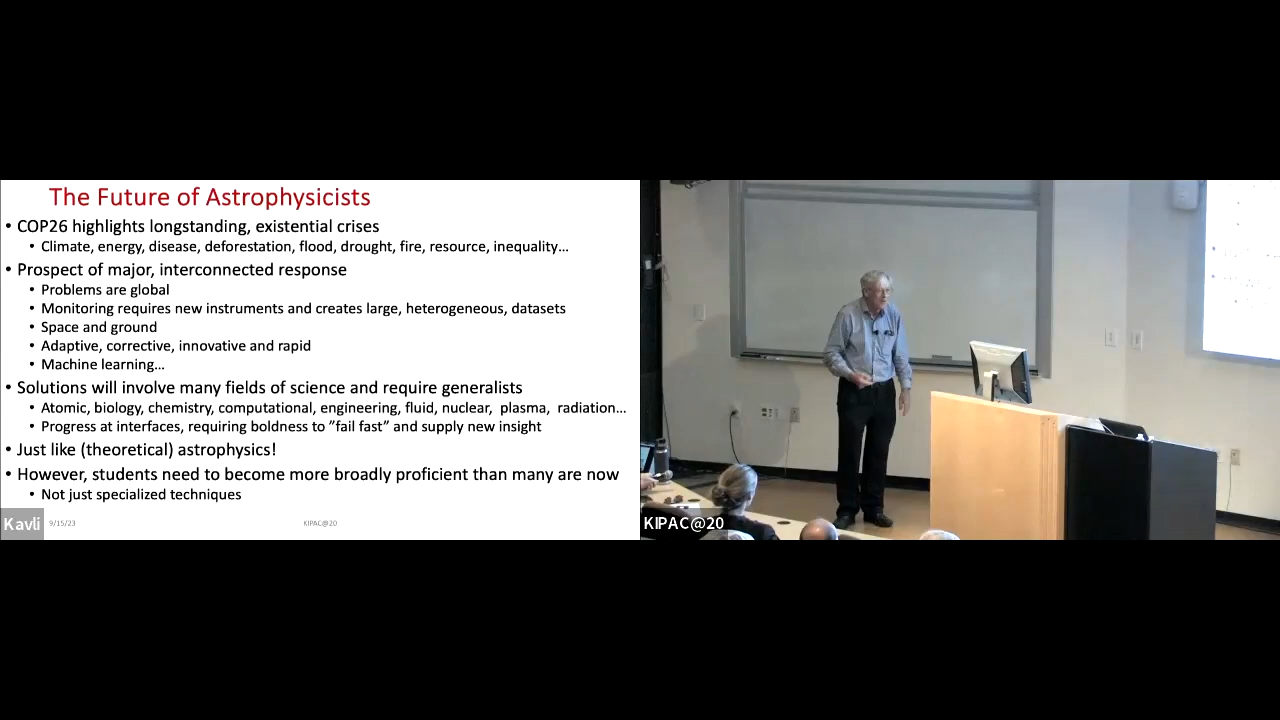 The Future of Astrophysicists
• COP26 highlights longstanding, existential crises
• Climate, energy, disease, deforestation, flood, drought, fire, resource, inequality…
• Prospect of major, interconnected response
• Problems are global
• Monitoring requires new instruments and creates large, heterogeneous, datasets
• Space and ground
• Adaptive, corrective, innovative and rapid
• Machine learning…
• Solutions will involve many fields of science and require generalists
• Atomic, biology, chemistry, computational, engineering, fluid, nuclear, plasma, radiation…
• Progress at interfaces, requiring boldness to ”fail fast” and supply new insight
• Just like (theoretical) astrophysics!
• However, students need to become more broadly proficient than many are now
• Not just specialized techniques
Kavli
9/15/23
KIPAC@20
KIPAC@20